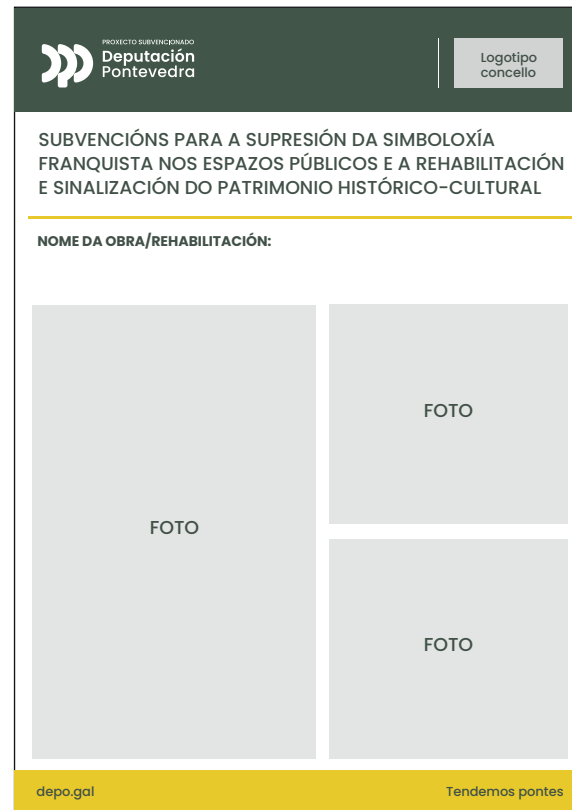 PROXECTO SUBVENCIONADO
Deputación
Pontevedra
Logotipo
concello
SUBVENCIÓNS PARA A SUPRESIÓN DA SIMBOLOXÍA
FRANQUISTA NOS ESPAZOS PÚBLICOS E A REHABILITACIÓN
E SINALIZACIÓN DO PATRIMONIO HISTÓRICO-CULTURAL
NOME DA OBRA/REHABILITACIÓN:
FOTO
FOTO
FOTO
depo.gal
Tendemos pontes